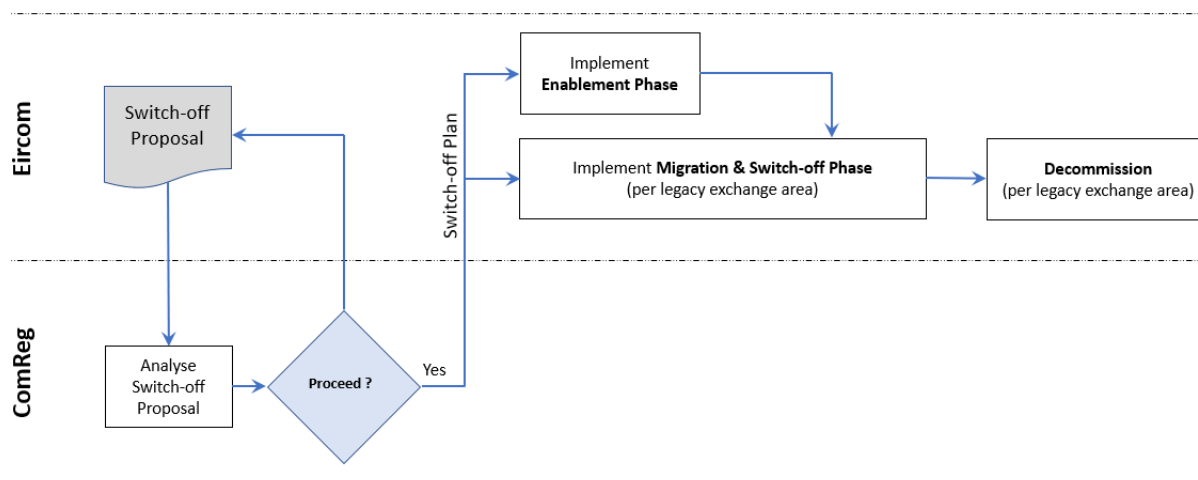 Eircom
Switch-off
Proposal
Switch-off Plan
Implement
Enablement Phase
Implement Migration & Switch-off Phase
(per legacy exchange area)
Decommission
(per legacy exchange area)
ComReg
Analyse
Switch-off
Proposal
Proceed ?
Yes